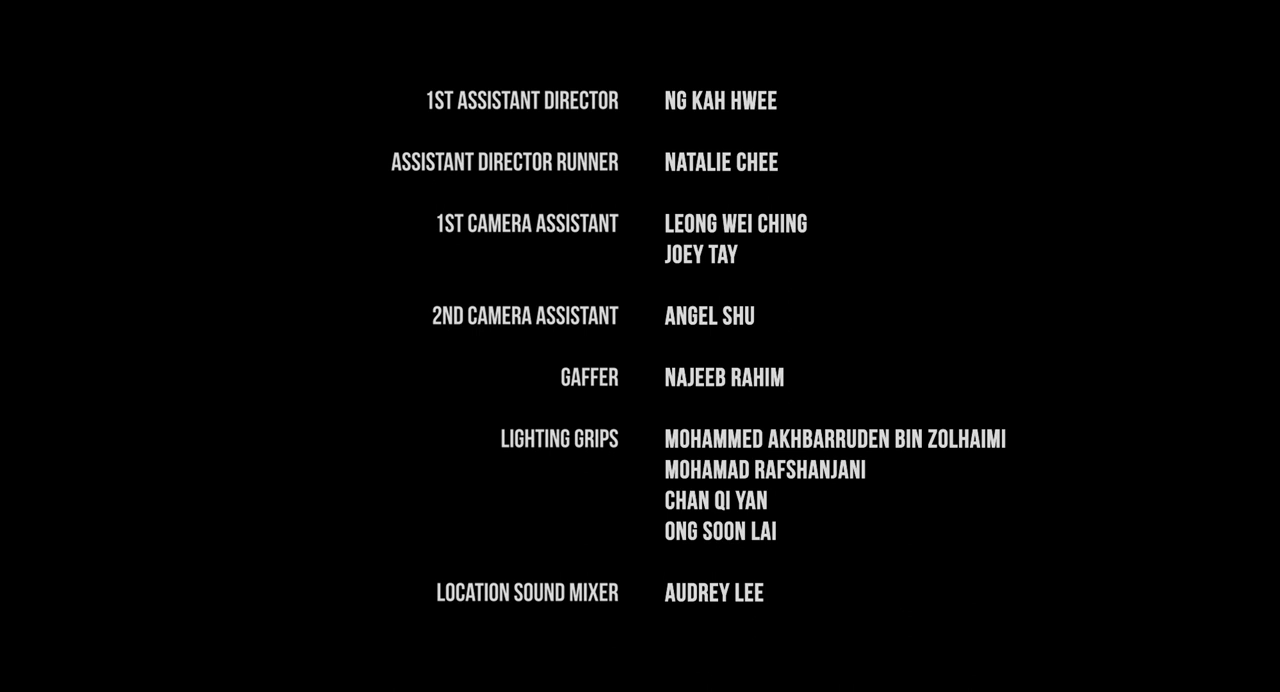 1ST ASSISTANT DIRECTOR NG KAH HWEE
ASSISTANT DIRECTOR RUNNER NATALIE CHEE
1ST CAMERA ASSISTANT LEONG WEI CHING
JOEY TAY
2ND CAMERA ASSISTANT ANGEL SHU
GAFFER NAJEEB RAHIM
LIGHTING GRIPS MOHAMMED AKHBARRUDEN BIN ZOLHAIMI
MOHAMAD RAFSHANJANI
CHAN QI YAN
ONG SOON LAI
LOCATION SOUND MIXER AUDREY LEE